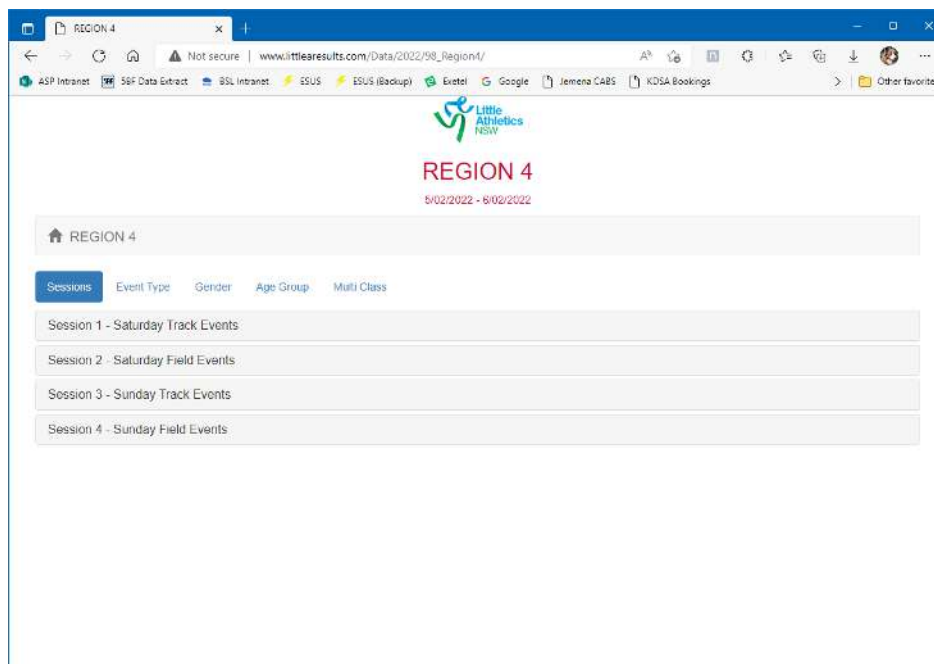 REGION 4
Not secure | www.littlearesults.com/Data/2022/98_Region4/
ASP Intranet SBF Data Extract BSL Intranet ESUS ESUS (Backup) Exetel Google Jemena CABS KDSA Bookings Other favorite
Little
Athletics
NSW
REGION 4
5/02/2022 - 6/02/2022
REGION 4
Sessions Event Type Gender Age Group Multi Class
Session 1 - Saturday Track Events
Session 2 - Saturday Field Events
Session 3 - Sunday Track Events
Session 4 - Sunday Field Events